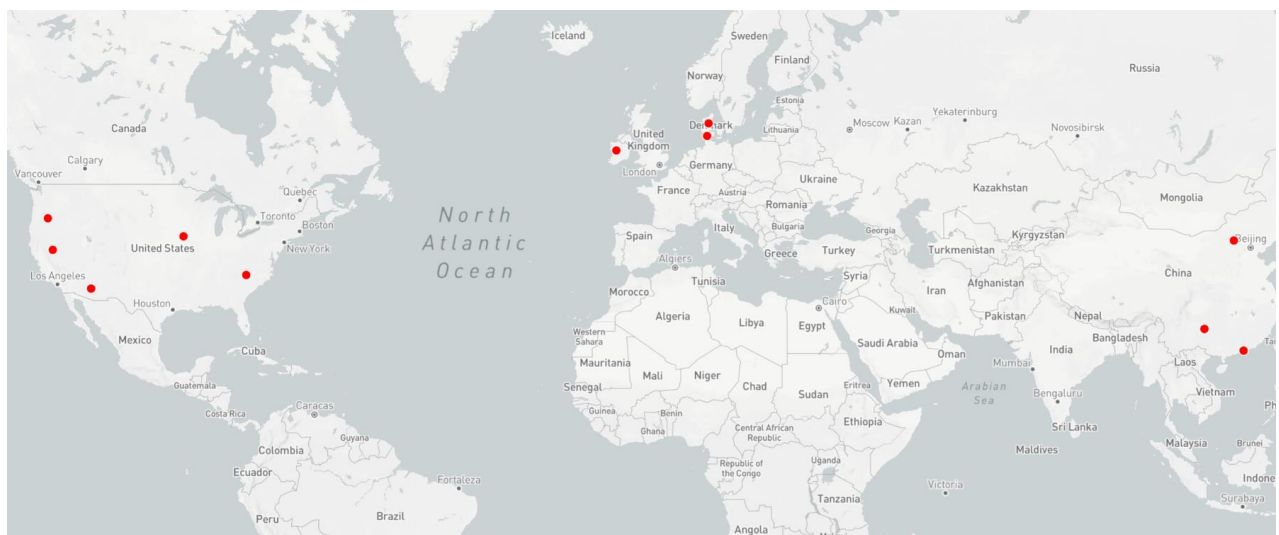 Iceland
Sweden
Finland
Norway
Russia
Estonia
Yekaterinburg
Canada
Denmark
Lithuania
Moscow
Kazan
Novosibirsk
United
Kingdom
Calgary
Vancouver
London
Germany
Ukraine
Kazakhstan
Mongolia
Quebec
France
Austria
Romania
Toronto
Boston
North
Atlantic
Ocean
Bulgaria
Italy
Georgia
Kyrgyzstan
Beijing
United States
New York
Spain
Greece
Turkey
Turkmenistan
Algiers
China
Los Angeles
Tunisia
Syria
Iran
Afghanistan
Houston
Morocco
Cairo
Kuwait
Pakistan
Nepal
Mexico
Western
Sahara
Algeria
Libya
Egypt
Saudi Arabia
Bangladesh
Cuba
Mauritania
Oman
India
Mumbai
Laos
Mali
Niger
Chad
Sudan
Eritrea
Yemen
Arabian
Sea
Guatemala
Senegal
Vietnam
Caracas
Costa Rica
Guinea
Benin
Bengaluru
Ph
Ghana
Central African
Republic
Ethiopia
Sri Lanka
Guyana
Colombia
Maldives
Malaysia
Brunei
Ecuador
Republic of
the Congo
Uganda
Fortaleza
Victoria
Indone
Tanzania
Surabaya
Peru
Brazil
Angola